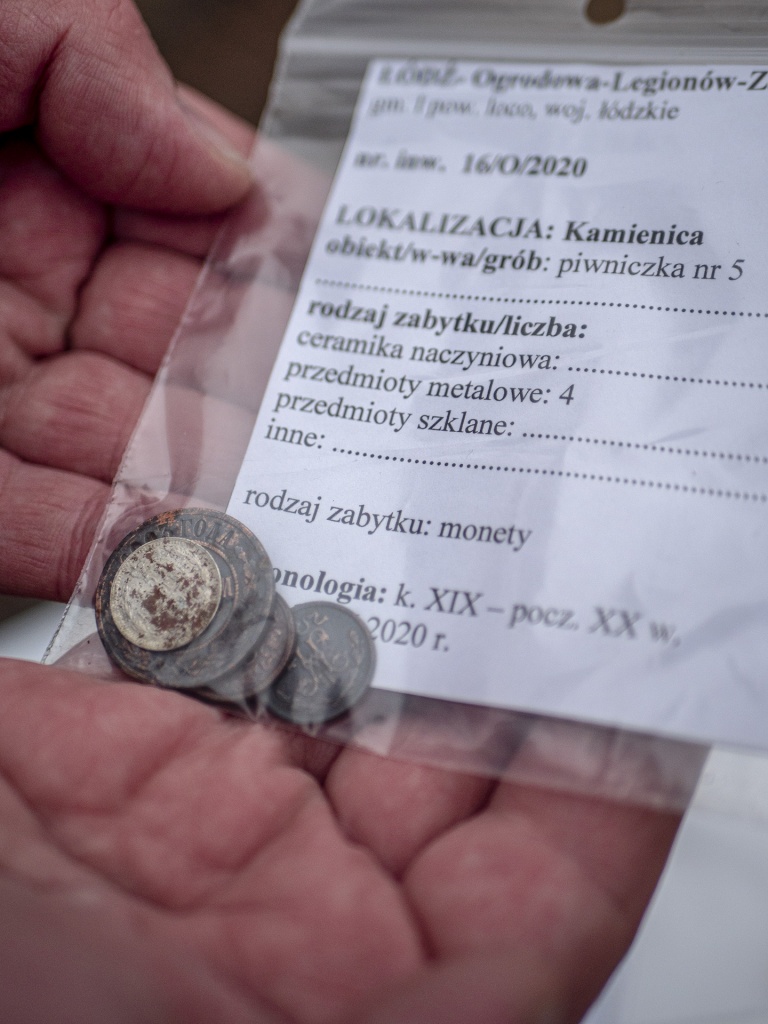 ŁÓDŹ- Ogrodowa-Legionów-Z
gm. i pow. loco, woj. łódzkie
nr. inw. 16/O/2020
LOKALIZACJA: Kamienica
obiekt/w-wa/grób: piwniczka nr 5
rodzaj zabytku/liczba:
ceramika naczyniowa:
przedmioty metalowe: 4
przedmioty szklane:
inne:
rodzaj zabytku: monety
onologia: k. XIX – pocz. XX w.
2020 r.